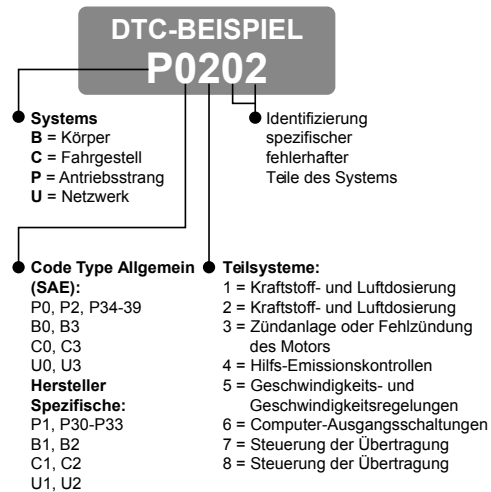 DTC-BEISPIEL
P0202
Systems
B = Körper
C = Fahrgestell
P = Antriebsstrang
U = Netzwerk
Identifizierung
spezifischer
fehlerhafter
Teile des Systems
Code Type Allgemein
(SAE):
P0, P2, P34-39
B0, B3
C0, C3
U0, U3
Hersteller
Spezifische:
P1, P30-P33
B1, B2
C1, C2
U1, U2
Teilsysteme:
1 = Kraftstoff- und Luftdosierung
2 = Kraftstoff- und Luftdosierung
3 = Zündanlage oder Fehlzündung
des Motors
4 = Hilfs-Emissionskontrollen
5 = Geschwindigkeits- und
Geschwindigkeitsregelungen
6 = Computer-Ausgangsschaltungen
7 = Steuerung der Übertragung
8 = Steuerung der Übertragung